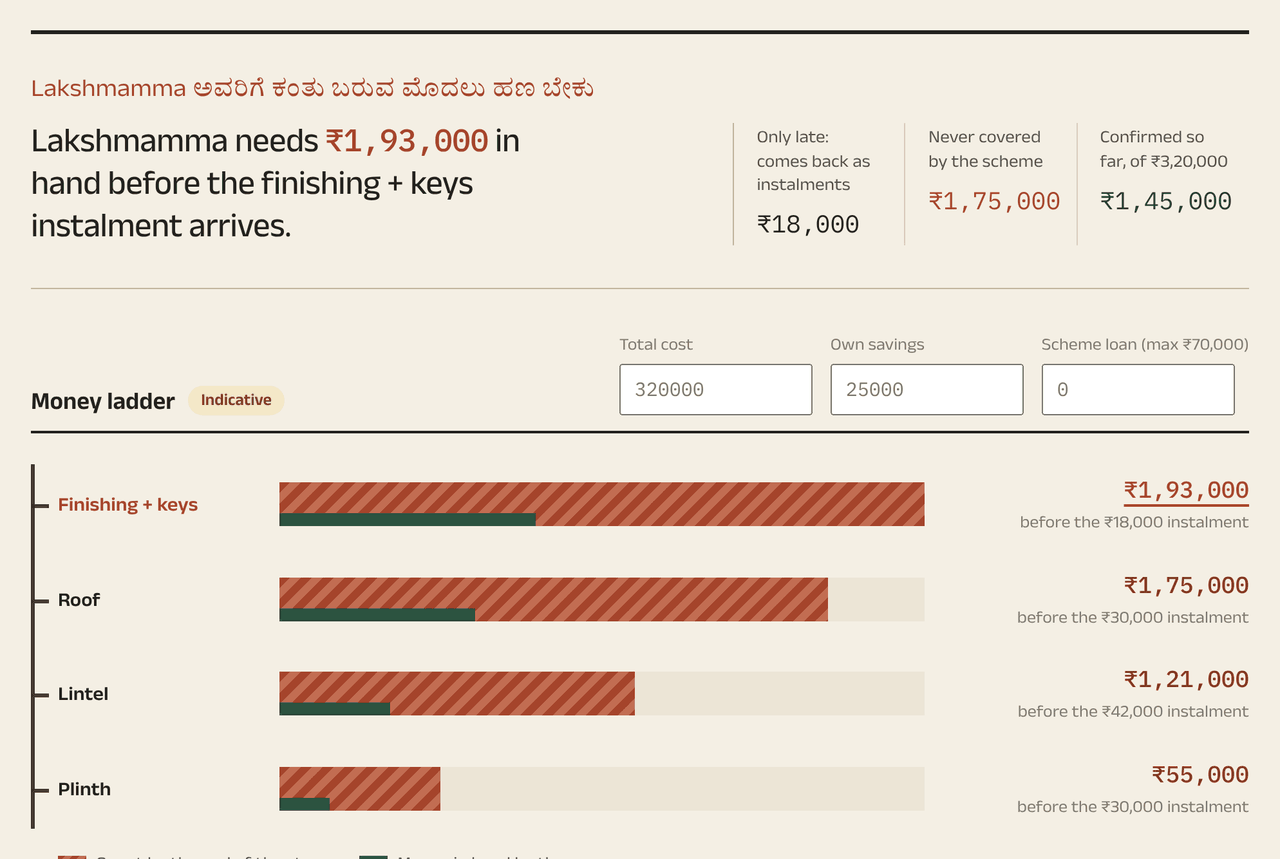 Lakshmamma ಅವರಿಗೆ ಕಂತು ಬರುವ ಮೊದಲು ಹಣ ಬೇಕು
Lakshmamma needs ₹1,93,000 in
hand before the finishing + keys
instalment arrives.
Only late:
comes back as
instalments
₹18,000
Never covered
by the scheme
₹1,75,000
Confirmed so
far, of ₹3,20,000
₹1,45,000
Money ladder
Indicative
Total cost
320000
Own savings
25000
Scheme loan (max ₹70,000)
0
Finishing + keys
₹1,93,000
before the ₹18,000 instalment
Roof
₹1,75,000
before the ₹30,000 instalment
Lintel
₹1,21,000
before the ₹42,000 instalment
Plinth
₹55,000
before the ₹30,000 instalment